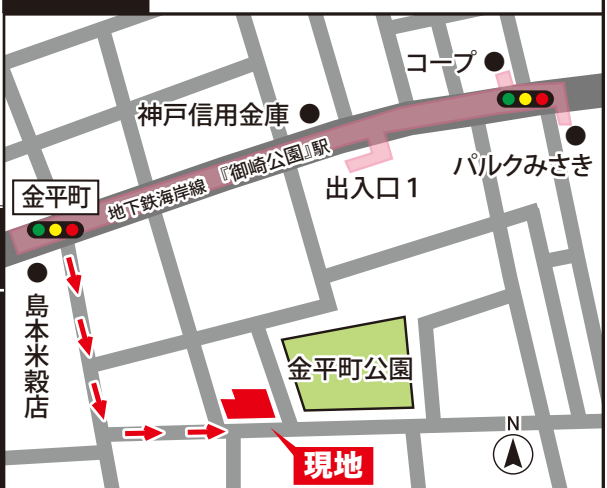 コープ
神戸信用金庫
パルクみさき
出入口1
地下鉄海岸線 『御崎公園』駅
金平町
島本米穀店
金平町公園
現地
N